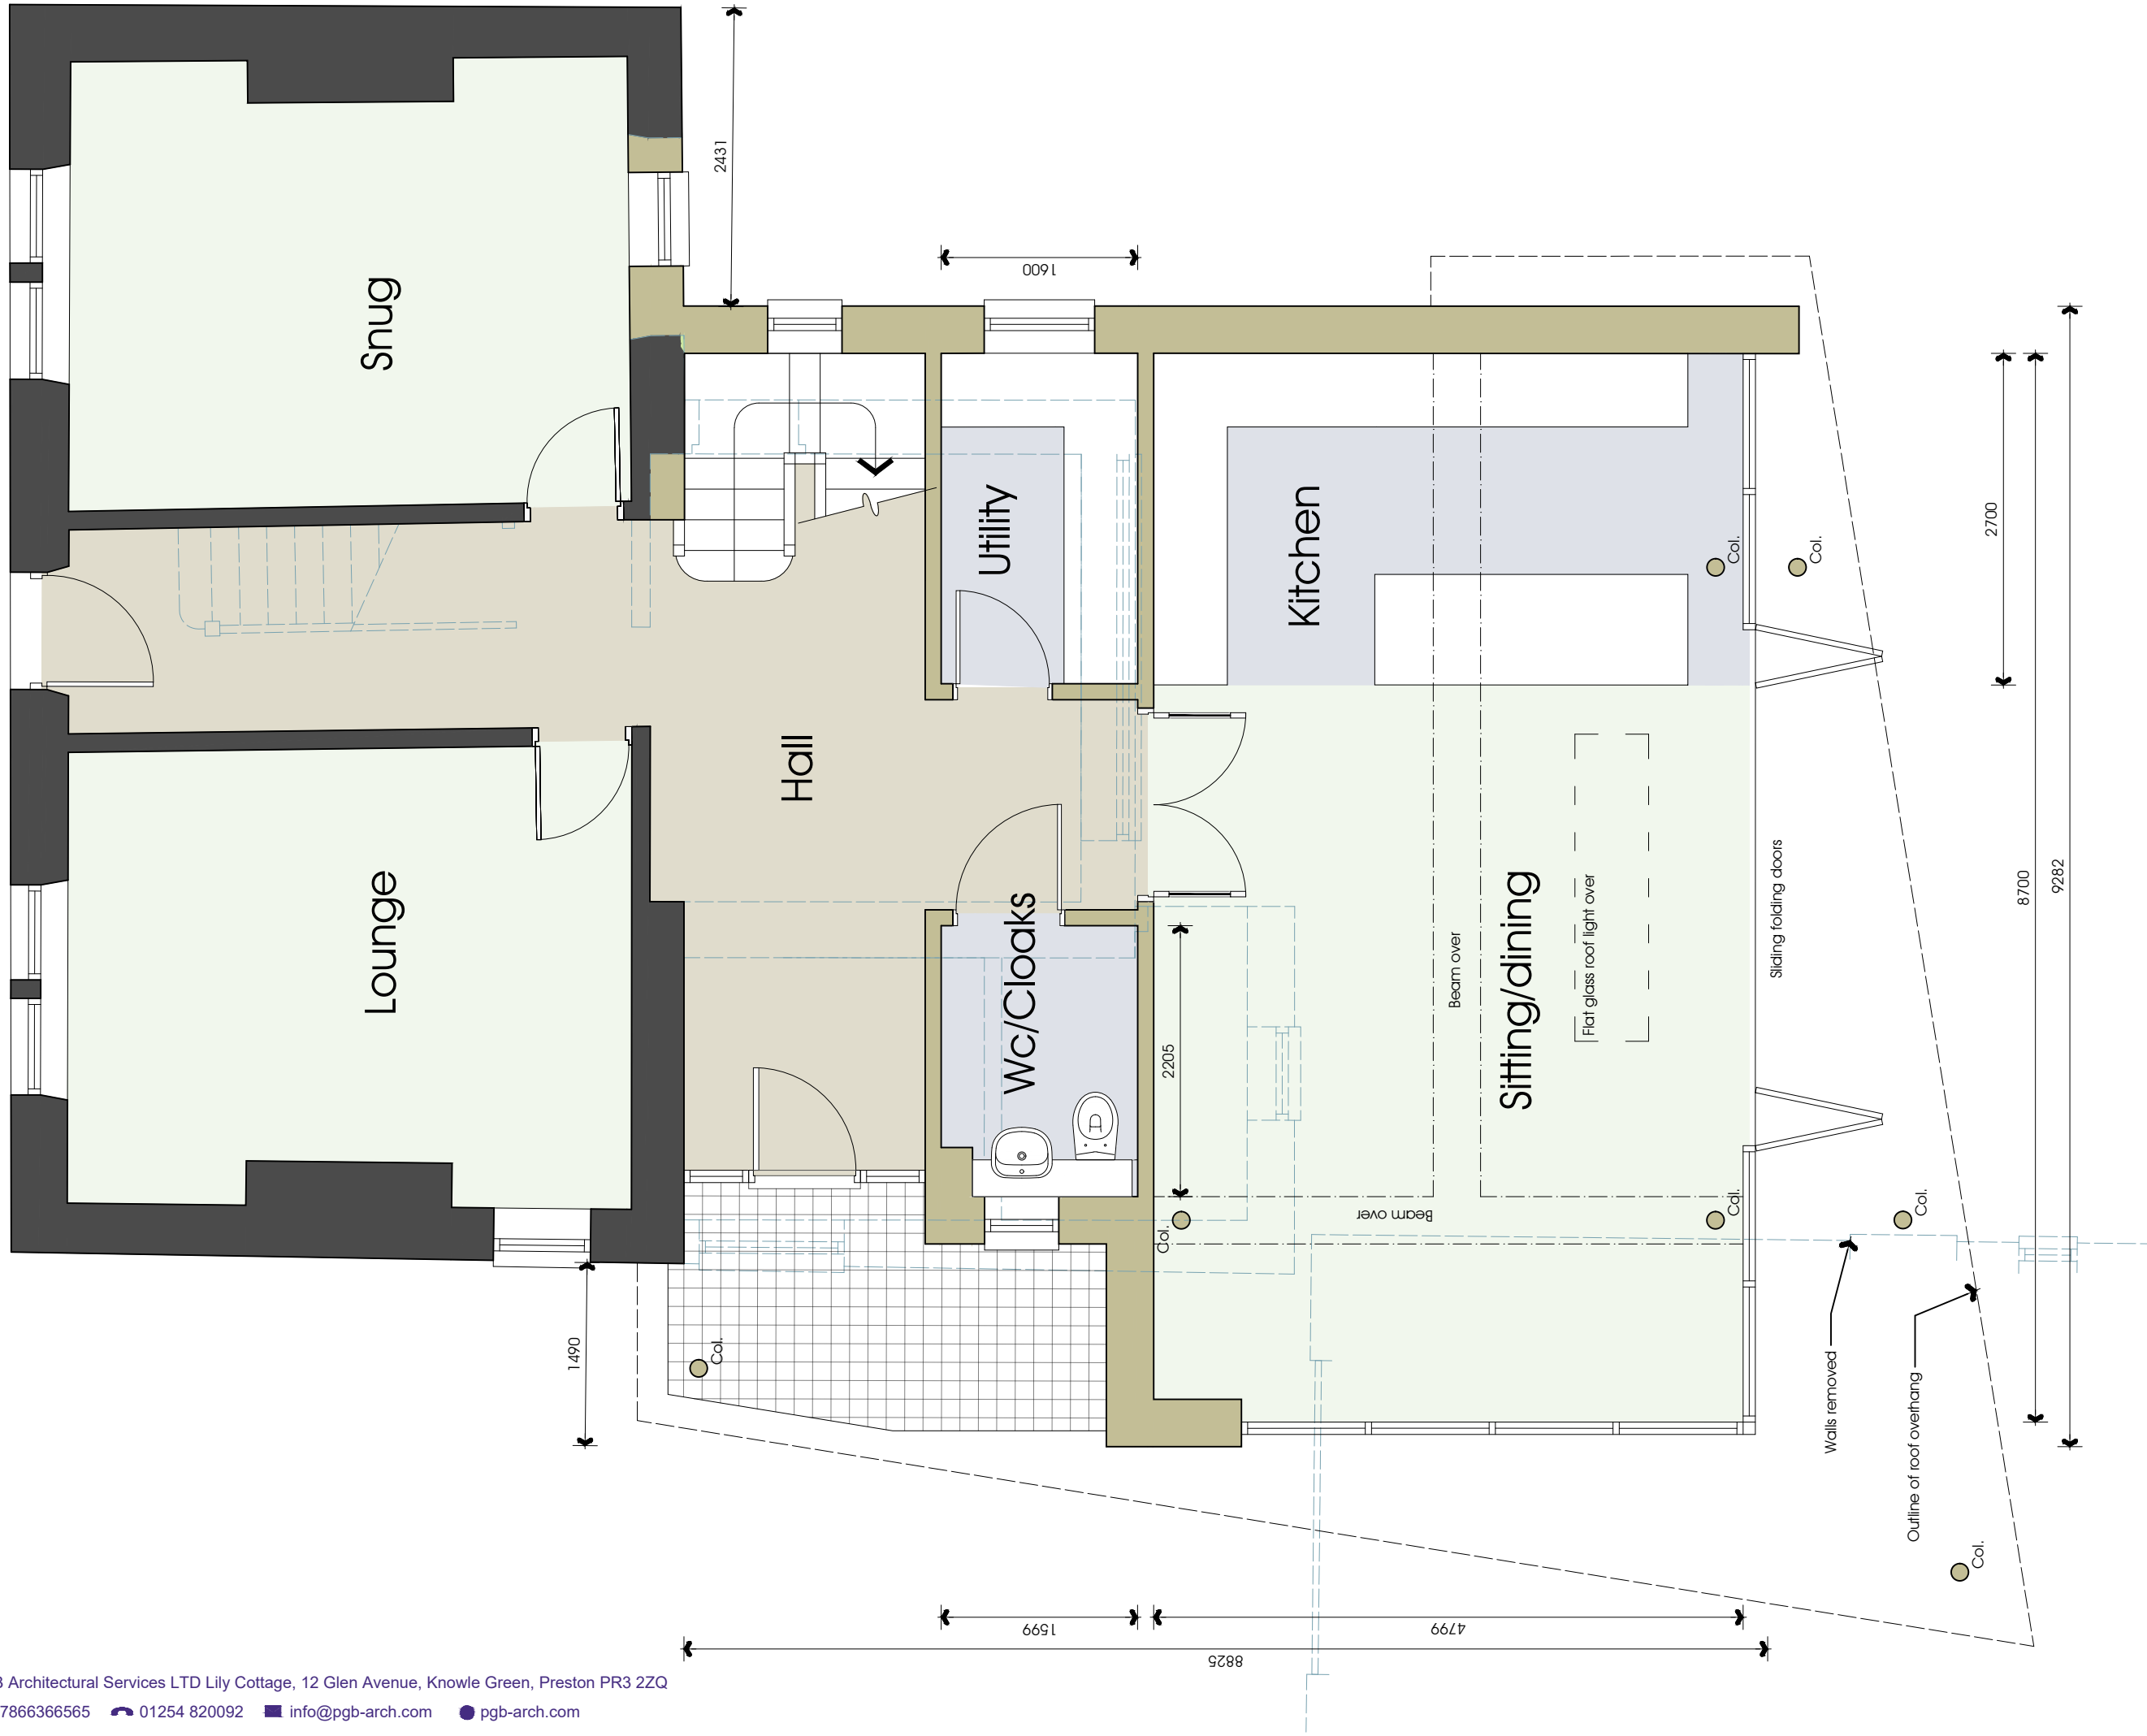 2431
1600
Snug
Utility
Kitchen
Col.
Col.
2700
Hall
Lounge
Wc/Cloaks
2205
Beam over
Sitting/dining
Flat glass roof light over
Sliding folding doors
8700
9282
Beam over
Col.
Col.
Col.
1490
Col.
Walls removed
Outline of roof overhang
Col.
1599
4799
8825
Architectural Services LTD Lily Cottage, 12 Glen Avenue, Knowle Green, Preston PR3 2ZQ
7866366565 01254 820092 info@pgb-arch.com pgb-arch.com